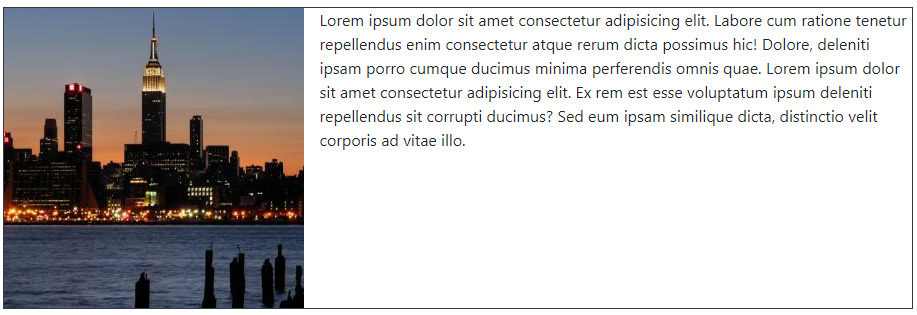 Lorem ipsum dolor sit amet consectetur adipisicing elit. Labore cum ratione tenetur
repellendus enim consectetur atque rerum dicta possimus hic! Dolore, deleniti
ipsam porro cumque ducimus minima perferendis omnis quae. Lorem ipsum dolor
sit amet consectetur adipisicing elit. Ex rem est esse voluptatum ipsum deleniti
repellendus sit corrupti ducimus? Sed eum ipsam similique dicta, distinctio velit
corporis ad vitae illo.